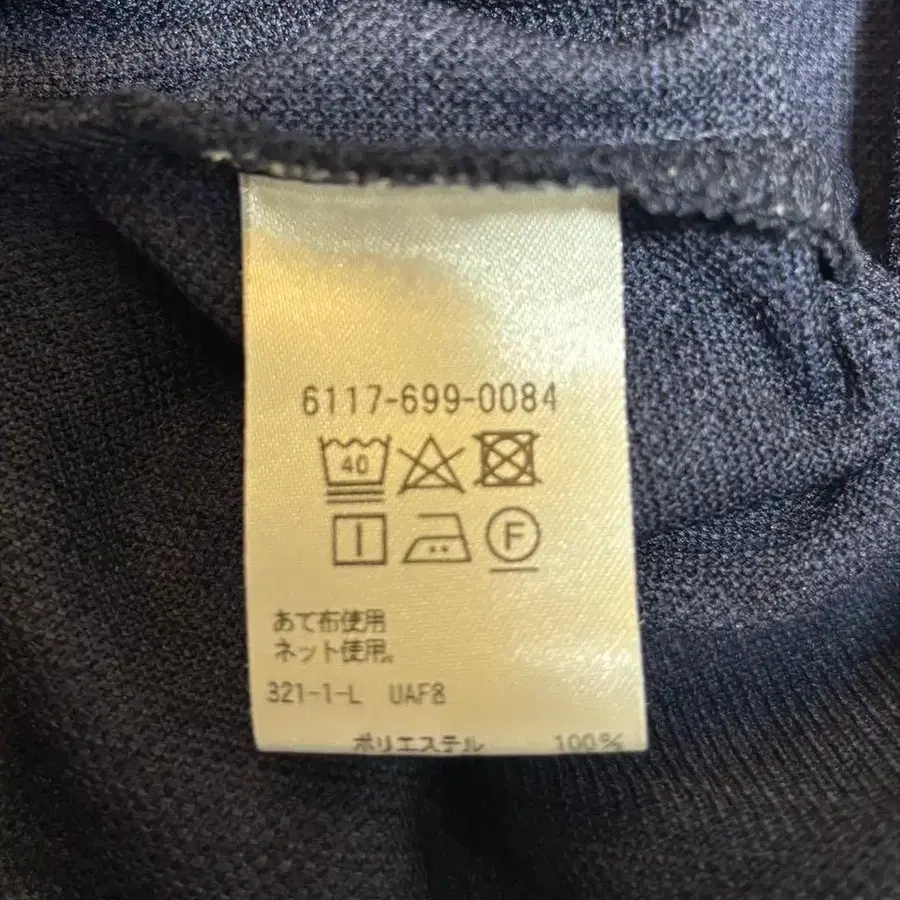 6117-699-0084
40
F
あて布使用
ネット使用。
321-1-L UAF8
ポリエステル 100%